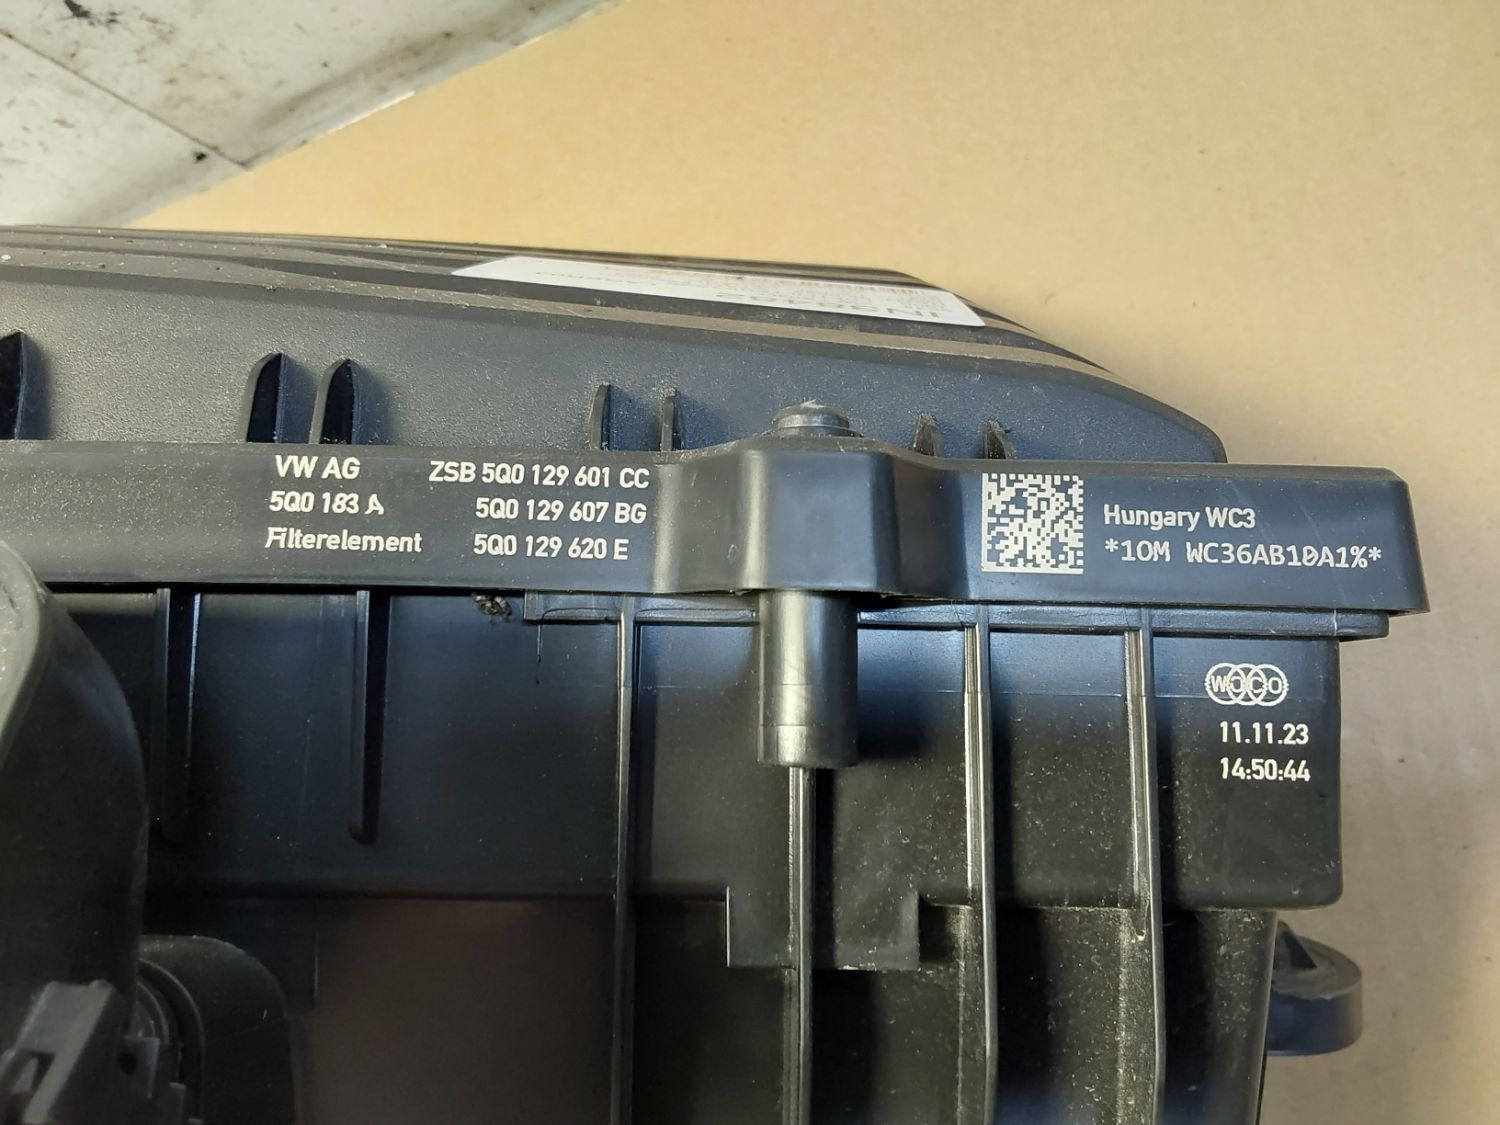 VW AG ZSB 5Q0 129 601 CC
5Q0 183 A 5Q0 129 607 BG
Filterelement 5Q0 129 620 E
Hungary WC3
*1OM WC36AB10A1%*
WOCO
11.11.23
14:50:44